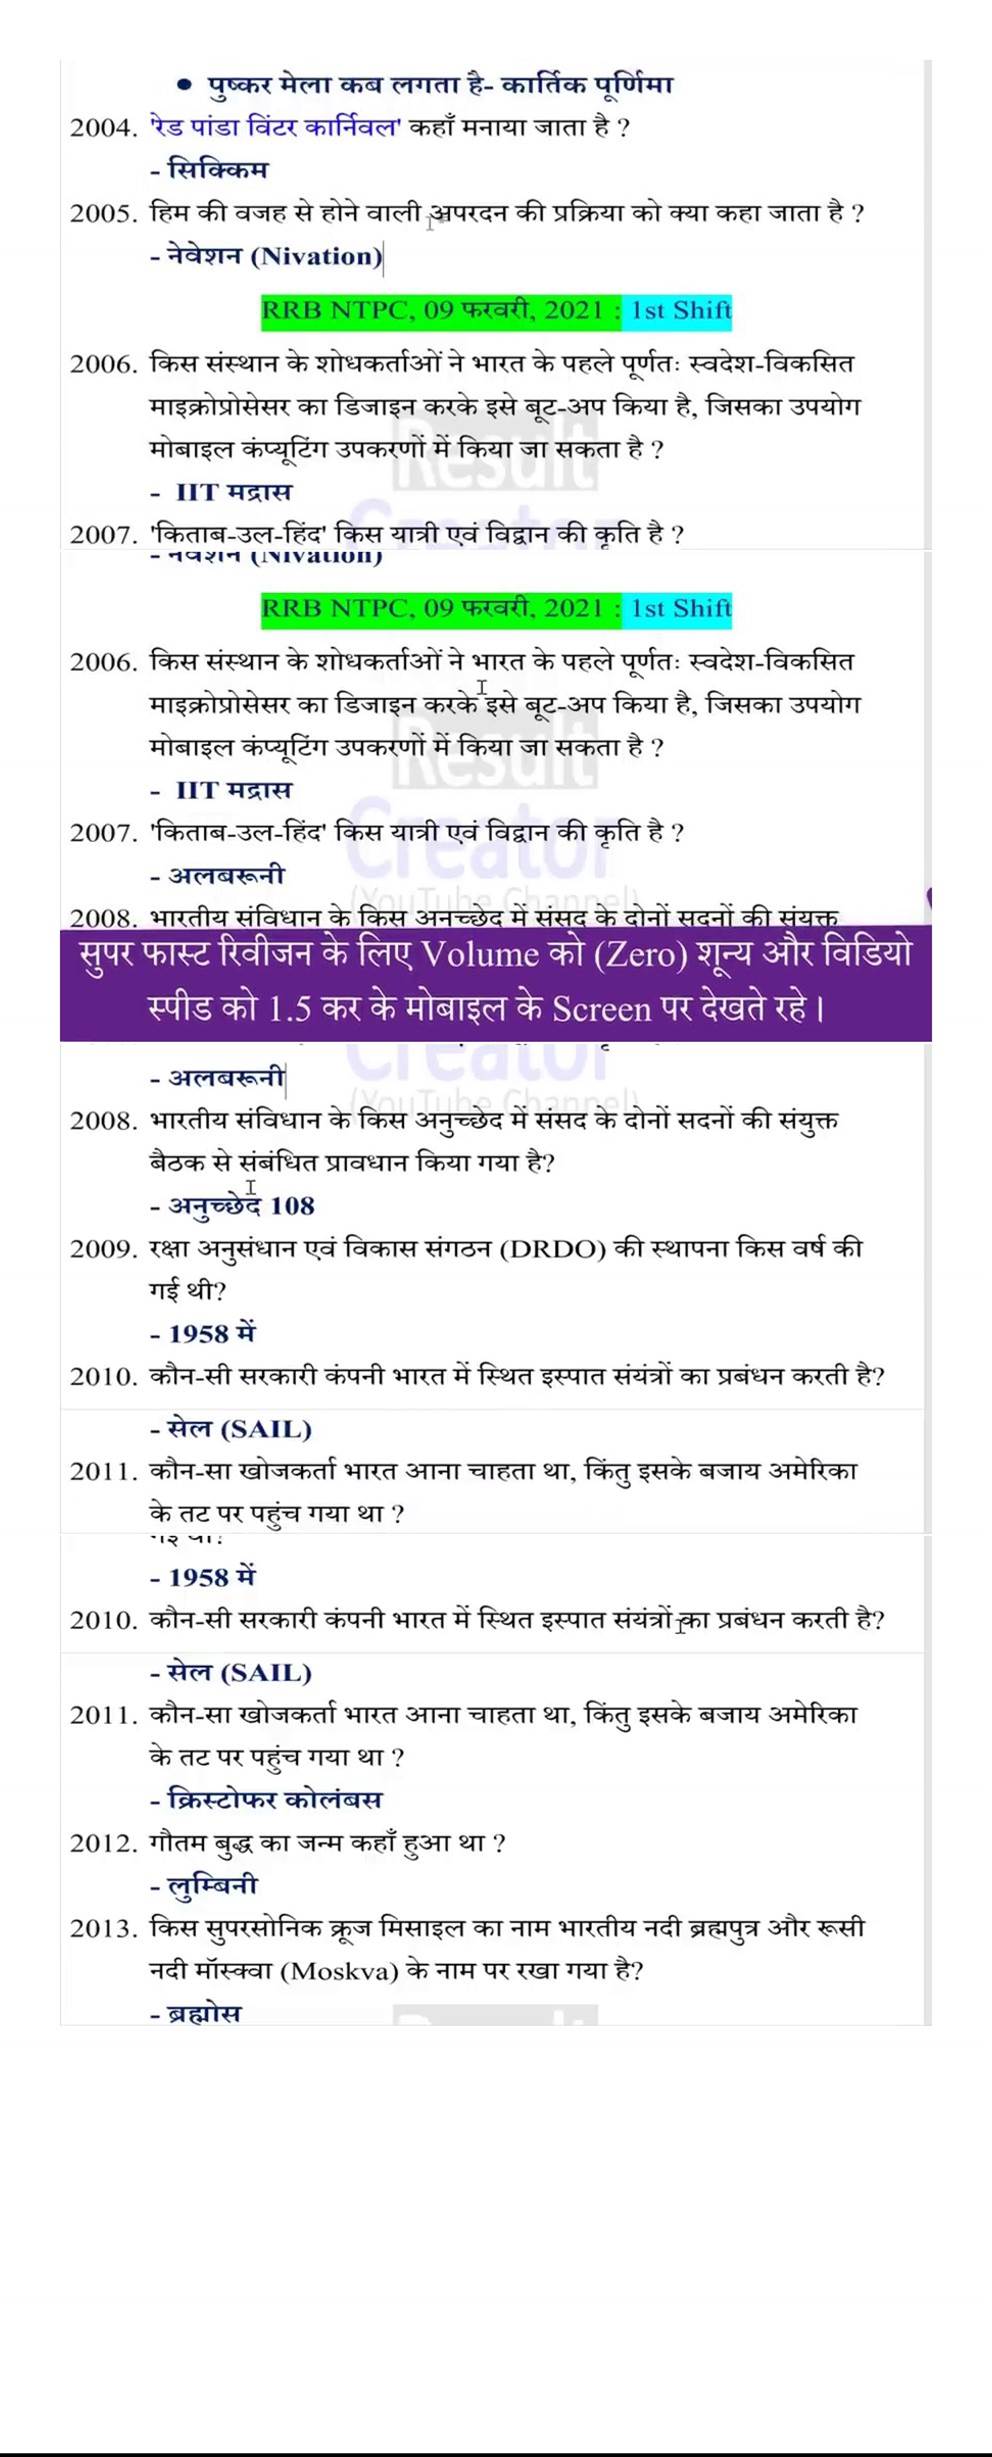 • पुष्कर मेला कब लगता है- कार्तिक पूर्णिमा
2004. 'रेड पांडा विंटर कार्निवल' कहाँ मनाया जाता है ?
- सिक्किम
2005. हिम की वजह से होने वाली अपरदन की प्रक्रिया को क्या कहा जाता है ?
- नेवेशन (Nivation)
RRB NTPC, 09 फरवरी, 2021 : 1st Shift
2006. किस संस्थान के शोधकर्ताओं ने भारत के पहले पूर्णतः स्वदेश-विकसित
माइक्रोप्रोसेसर का डिजाइन करके इसे बूट-अप किया है, जिसका उपयोग
मोबाइल कंप्यूटिंग उपकरणों में किया जा सकता है ?
Result
- IIT मद्रास
Creator
2007. 'किताब-उल-हिंद' किस यात्री एवं विद्वान की कृति है ?
- नेवेशन (Nivation)
RRB NTPC, 09 फरवरी, 2021 : 1st Shift
2006. किस संस्थान के शोधकर्ताओं ने भारत के पहले पूर्णतः स्वदेश-विकसित
माइक्रोप्रोसेसर का डिजाइन करके इसे बूट-अप किया है, जिसका उपयोग
मोबाइल कंप्यूटिंग उपकरणों में किया जा सकता है ?
Result
- IIT मद्रास
2007. 'किताब-उल-हिंद' किस यात्री एवं विद्वान की कृति है ?
Creator
- अलबरूनी
(YouTube Channel)
2008. भारतीय संविधान के किस अनुच्छेद में संसद के दोनों सदनों की संयुक्त
सुपर फास्ट रिवीजन के लिए Volume को (Zero) शून्य और विडियो
स्पीड को 1.5 कर के मोबाइल के Screen पर देखते रहे।
Creator
- अलबरूनी
(YouTube Channel)
2008. भारतीय संविधान के किस अनुच्छेद में संसद के दोनों सदनों की संयुक्त
बैठक से संबंधित प्रावधान किया गया है?
- अनुच्छेद 108
2009. रक्षा अनुसंधान एवं विकास संगठन (DRDO) की स्थापना किस वर्ष की
गई थी?
- 1958 में
2010. कौन-सी सरकारी कंपनी भारत में स्थित इस्पात संयंत्रों का प्रबंधन करती है?
- सेल (SAIL)
2011. कौन-सा खोजकर्ता भारत आना चाहता था, किंतु इसके बजाय अमेरिका
के तट पर पहुंच गया था ?
गई थी?
- 1958 में
2010. कौन-सी सरकारी कंपनी भारत में स्थित इस्पात संयंत्रों का प्रबंधन करती है?
- सेल (SAIL)
2011. कौन-सा खोजकर्ता भारत आना चाहता था, किंतु इसके बजाय अमेरिका
के तट पर पहुंच गया था ?
- क्रिस्टोफर कोलंबस
2012. गौतम बुद्ध का जन्म कहाँ हुआ था ?
- लुम्बिनी
2013. किस सुपरसोनिक क्रूज मिसाइल का नाम भारतीय नदी ब्रह्मपुत्र और रूसी
नदी मॉस्क्वा (Moskva) के नाम पर रखा गया है?
- ब्रह्मोस